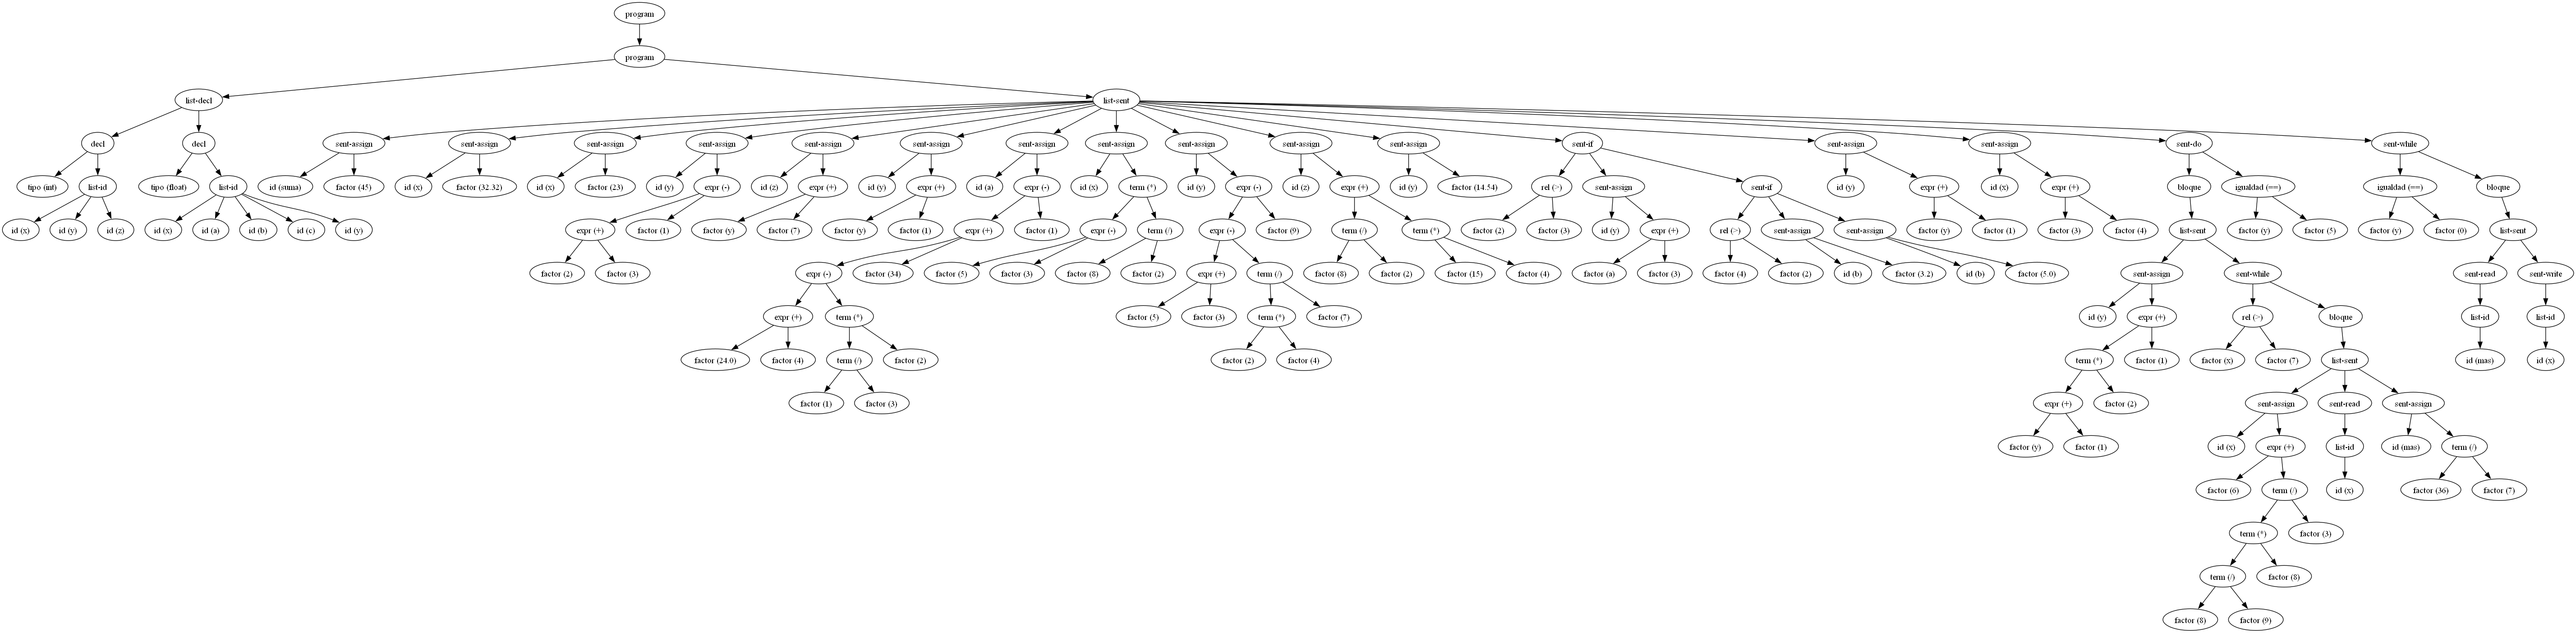 program
program
list-decl
list-sent
decl
decl
sent-assign
sent-assign
sent-assign
sent-assign
sent-assign
sent-assign
sent-assign
sent-assign
sent-assign
sent-assign
sent-assign
sent-if
sent-assign
sent-assign
sent-do
sent-while
tipo (int)
list-id
tipo (float)
list-id
id (suma)
factor (45)
id (x)
factor (32.32)
id (x)
factor (23)
id (y)
expr (-)
id (z)
expr (+)
id (y)
expr (+)
id (a)
expr (-)
id (x)
term (*)
id (y)
expr (-)
id (z)
expr (+)
id (y)
factor (14.54)
rel (>)
sent-assign
sent-if
id (y)
expr (+)
id (x)
expr (+)
bloque
igualdad (==)
igualdad (==)
bloque
id (x)
id (y)
id (z)
id (x)
id (a)
id (b)
id (c)
id (y)
expr (+)
factor (1)
factor (y)
factor (7)
factor (y)
factor (1)
expr (+)
factor (1)
expr (-)
term (/)
expr (-)
factor (9)
term (/)
term (*)
factor (2)
factor (3)
id (y)
expr (+)
rel (>)
sent-assign
sent-assign
factor (y)
factor (1)
factor (3)
factor (4)
list-sent
factor (y)
factor (5)
factor (y)
factor (0)
list-sent
factor (2)
factor (3)
expr (-)
factor (34)
factor (5)
factor (3)
factor (8)
factor (2)
expr (+)
term (/)
factor (8)
factor (2)
factor (15)
factor (4)
factor (a)
factor (3)
factor (4)
factor (2)
id (b)
factor (3.2)
id (b)
factor (5.0)
sent-assign
sent-while
sent-read
sent-write
expr (+)
term (*)
factor (5)
factor (3)
term (*)
factor (7)
id (y)
expr (+)
rel (>)
bloque
list-id
list-id
factor (24.0)
factor (4)
term (/)
factor (2)
factor (2)
factor (4)
term (*)
factor (1)
factor (x)
factor (7)
list-sent
id (mas)
id (x)
factor (1)
factor (3)
expr (+)
factor (2)
sent-assign
sent-read
sent-assign
factor (y)
factor (1)
id (x)
expr (+)
list-id
id (mas)
term (/)
factor (6)
term (/)
id (x)
factor (36)
factor (7)
term (*)
factor (3)
term (/)
factor (8)
factor (8)
factor (9)